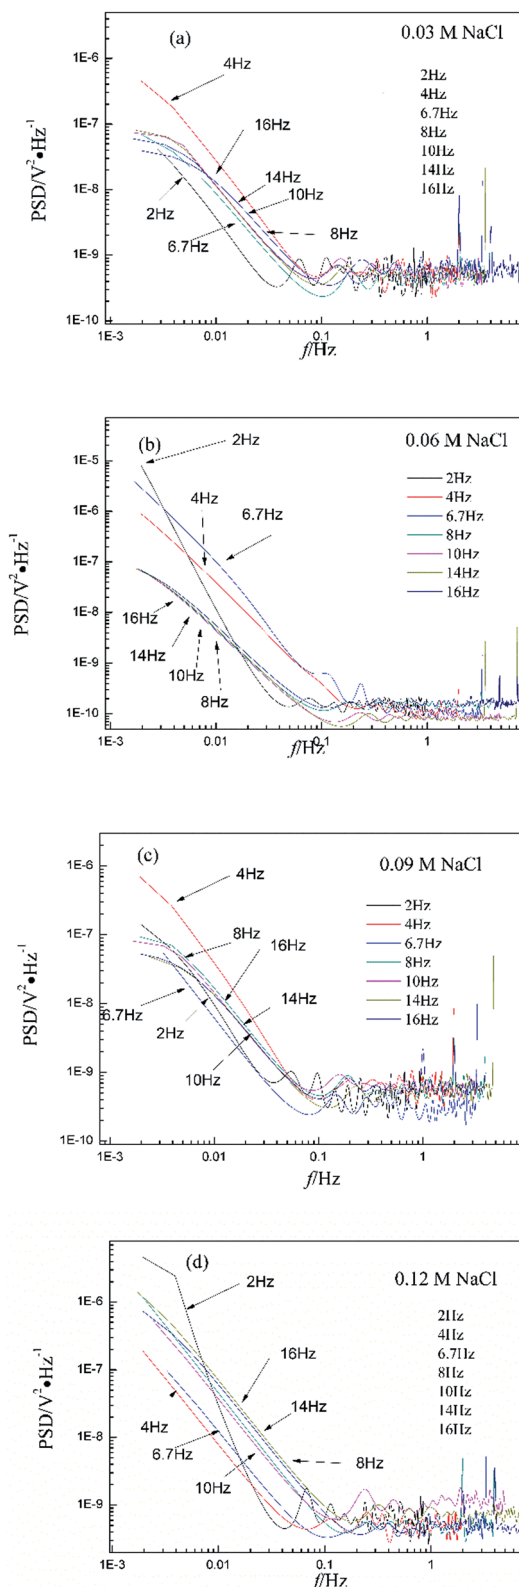 (a)
0.03 M NaCl
1E-6
4Hz
2Hz
4Hz
6.7Hz
8Hz
10Hz
14Hz
16Hz
1E-7
16Hz
14Hz
10Hz
1E-8
2Hz
6.7Hz
8Hz
1E-9
1E-10
PSD/V²•Hz⁻¹
1E-3 0.01 0.1 1
f/Hz
(b)
0.06 M NaCl
2Hz
1E-5
4Hz
6.7Hz
2Hz
4Hz
6.7Hz
8Hz
10Hz
14Hz
16Hz
1E-6
1E-7
16Hz
14Hz
10Hz
8Hz
1E-8
1E-9
1E-10
PSD/V²•Hz⁻¹
1E-3 0.01 0.1 1
f/Hz
(c)
0.09 M NaCl
1E-6
4Hz
2Hz
4Hz
6.7Hz
8Hz
10Hz
14Hz
16Hz
8Hz
16Hz
1E-7
14Hz
6.7Hz
2Hz
10Hz
1E-8
1E-9
1E-10
PSD/V²•Hz⁻¹
1E-3 0.01 0.1 1
f/Hz
(d)
0.12 M NaCl
2Hz
1E-6
2Hz
4Hz
6.7Hz
8Hz
10Hz
14Hz
16Hz
16Hz
1E-7
14Hz
4Hz
6.7Hz
8Hz
10Hz
1E-8
1E-9
PSD/V²•Hz⁻¹
1E-3 0.01 0.1 1
f/Hz